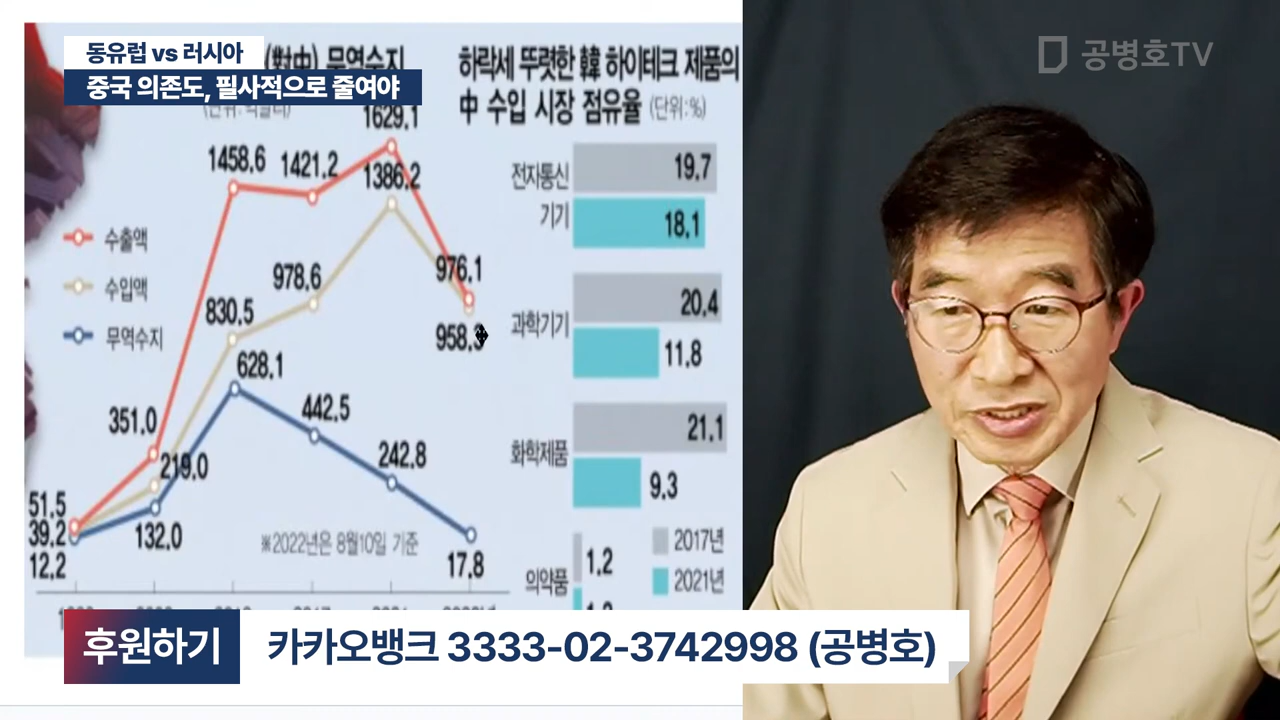 동유럽 vs 러시아
중국 의존도, 필사적으로 줄여야
(對中) 무역수지
하락세 뚜렷한 韓 하이테크 제품의
中 수입 시장 점유율 (단위:%)
공병호TV
1629.1
1458.6
1421.2
1386.2
수출액
수입액
무역수지
978.6
976.1
830.5
958.3
628.1
351.0
442.5
219.0
242.8
51.5
39.2
132.0
12.2
17.8
※2022년은 8월10일 기준
전자통신
기기
19.7
18.1
과학기기
20.4
11.8
화학제품
21.1
9.3
의약품
1.2
2017년
2021년
후원하기
카카오뱅크 3333-02-3742998 (공병호)